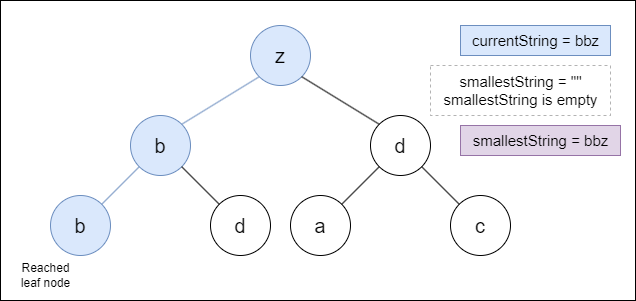 z
currentString = bbz
smallestString = ""
smallestString is empty
b
d
smallestString = bbz
b
d
a
c
Reached
leaf node